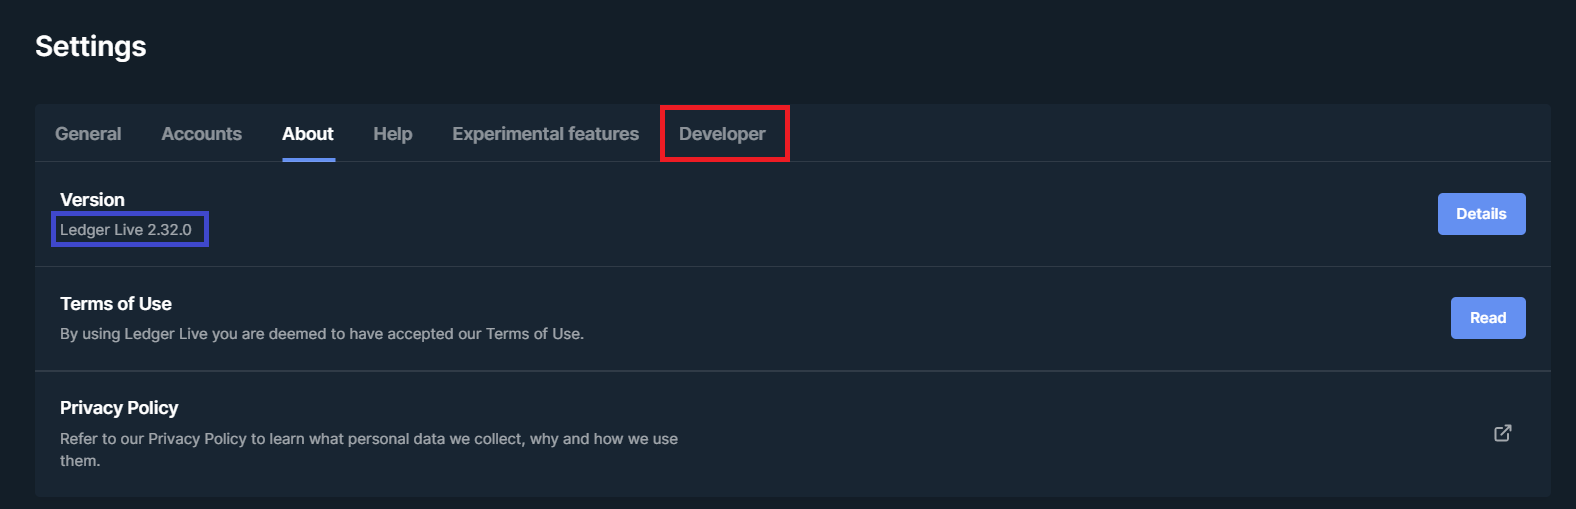 Settings
General Accounts About Help Experimental features Developer
Version
Ledger Live 2.32.0
Details
Terms of Use
By using Ledger Live you are deemed to have accepted our Terms of Use.
Read
Privacy Policy
Refer to our Privacy Policy to learn what personal data we collect, why and how we use
them.